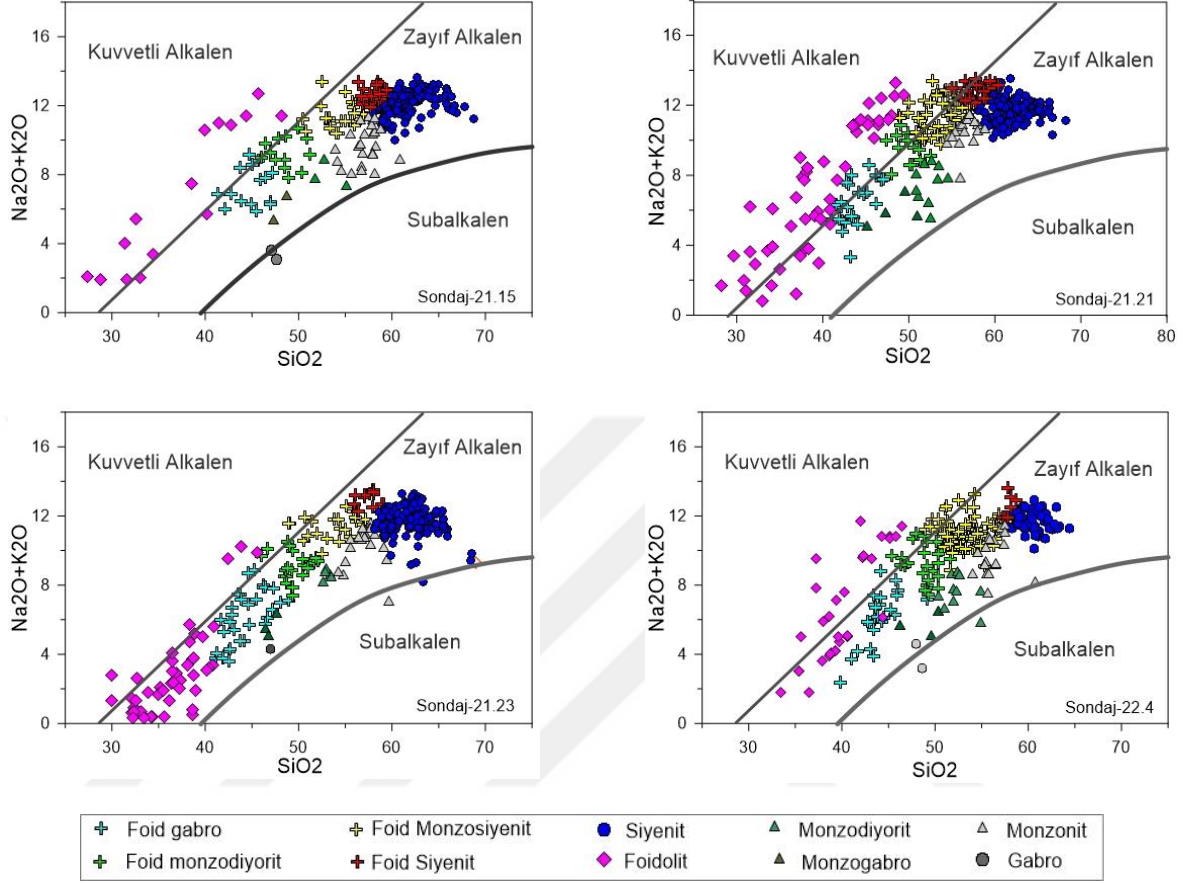 Kuvvetli Alkalen
Zayıf Alkalen
Subalkalen
Sondaj-21.15
Na2O+K2O
16
12
8
4
0
30
40
50
60
70
SiO2
Kuvvetli Alkalen
Zayıf Alkalen
Subalkalen
Sondaj-21.21
Na2O+K2O
16
12
8
4
0
30
40
50
60
70
80
SiO2
Kuvvetli Alkalen
Zayıf Alkalen
Subalkalen
Sondaj-21.23
Na2O+K2O
16
12
8
4
0
30
40
50
60
70
SiO2
Kuvvetli Alkalen
Zayıf Alkalen
Subalkalen
Sondaj-22.4
Na2O+K2O
16
12
8
4
0
30
40
50
60
70
SiO2
Foid gabro
Foid Monzosiyenit
Siyenit
Monzodiyorit
Monzonit
Foid monzodiyorit
Foid Siyenit
Foidolit
Monzogabro
Gabro